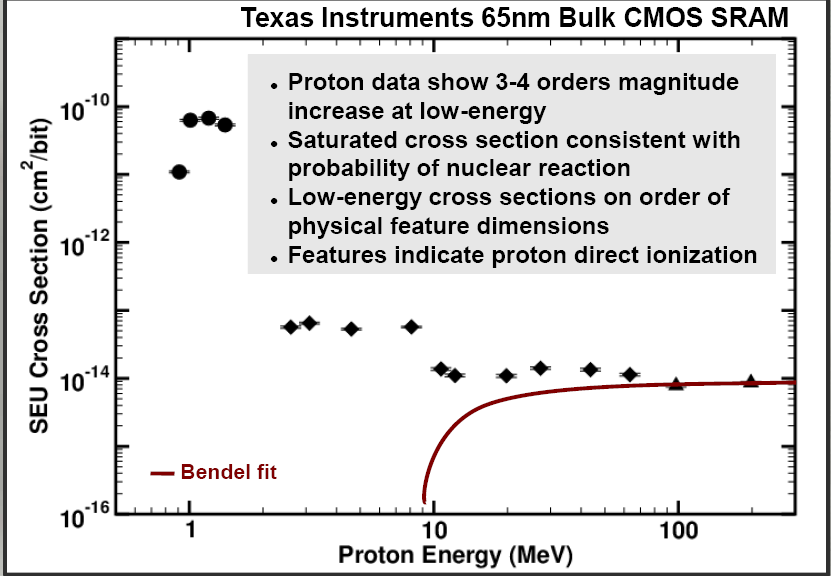 Texas Instruments 65nm Bulk CMOS SRAM
• Proton data show 3-4 orders magnitude
increase at low-energy
• Saturated cross section consistent with
probability of nuclear reaction
• Low-energy cross sections on order of
physical feature dimensions
• Features indicate proton direct ionization
SEU Cross Section (cm²/bit)
10⁻¹⁰
10⁻¹²
10⁻¹⁴
10⁻¹⁶
Bendel fit
1
10
100
Proton Energy (MeV)